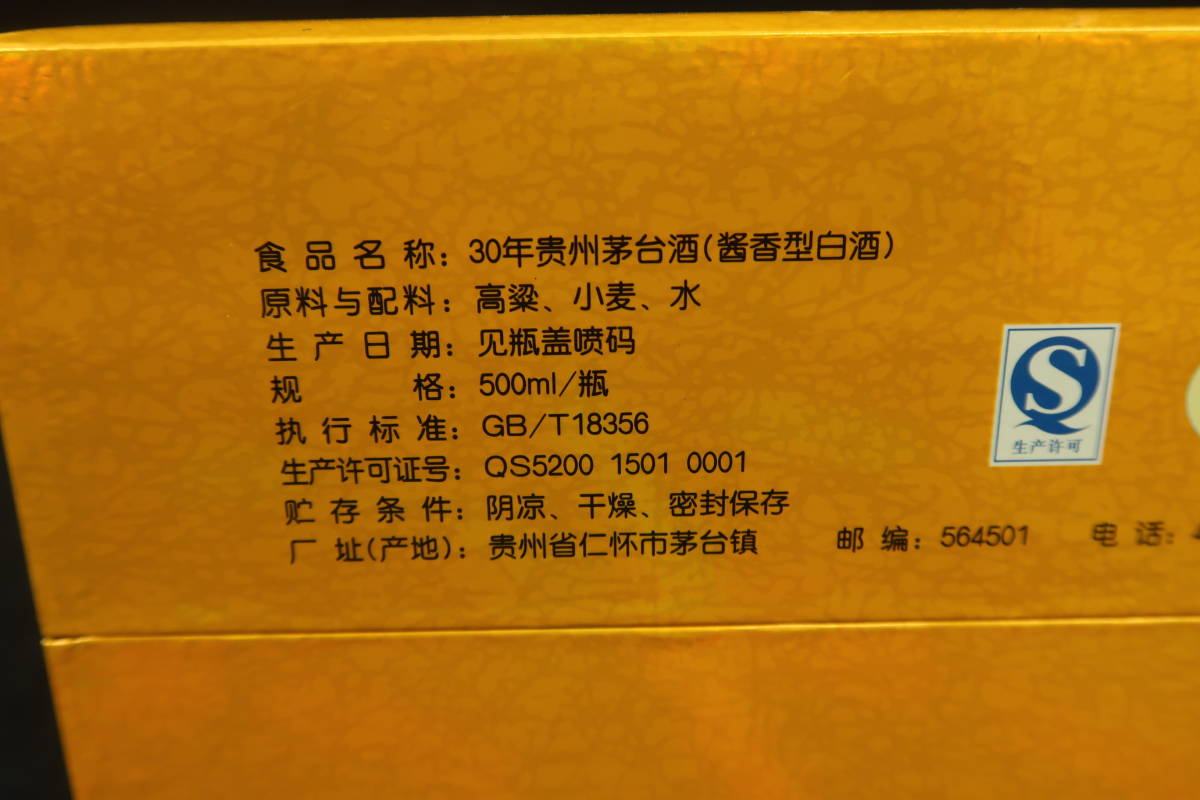 食品名称：30年贵州茅台酒（酱香型白酒）
原料与配料：高粱、小麦、水
生产日期：见瓶盖喷码
规格：500ml/瓶
执行标准：GB/T18356
生产许可证号：QS5200 1501 0001
贮存条件：阴凉、干燥、密封保存
厂址(产地)：贵州省仁怀市茅台镇 邮编：564501 电话：4
QS
生产许可